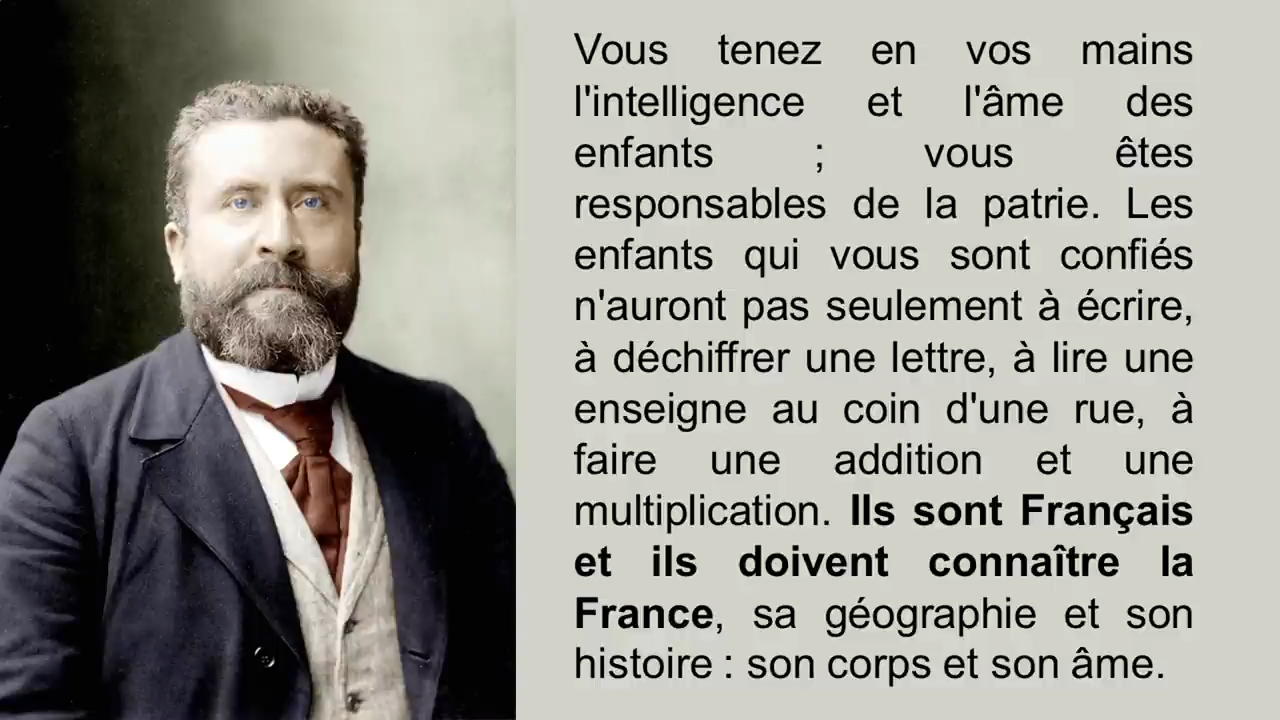 Vous tenez en vos mains
l'intelligence et l'âme des
enfants ; vous êtes
responsables de la patrie. Les
enfants qui vous sont confiés
n'auront pas seulement à écrire,
à déchiffrer une lettre, à lire une
enseigne au coin d'une rue, à
faire une addition et une
multiplication. Ils sont Français
et ils doivent connaître la
France, sa géographie et son
histoire : son corps et son âme.